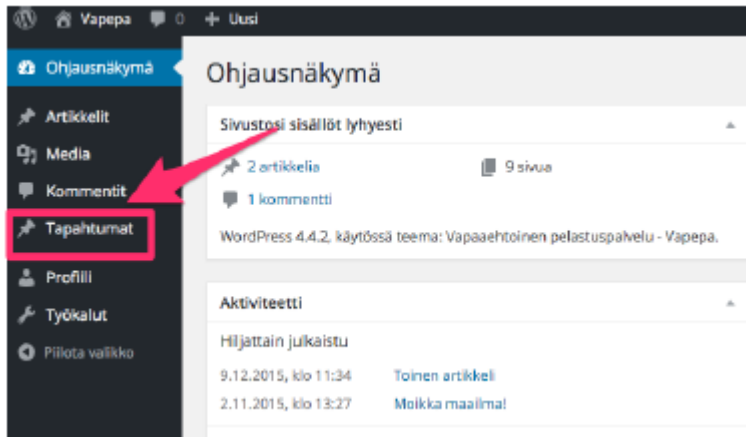 Vapepa 0 + Uusi
Ohjausnäkymä
Artikkelit
Media
Kommentit
Tapahtumat
Profiili
Työkalut
Piilota valikko
Ohjausnäkymä
Sivustosi sisällöt lyhyesti
2 artikkelia 9 sivua
1 kommentti
WordPress 4.4.2, käytössä teema: Vapaaehtoinen pelastuspalvelu - Vapepa.
Aktiviteetti
Hiljattain julkaistu
9.12.2015, klo 11:34 Toinen artikkeli
2.11.2015, klo 13:27 Moikka maailma!